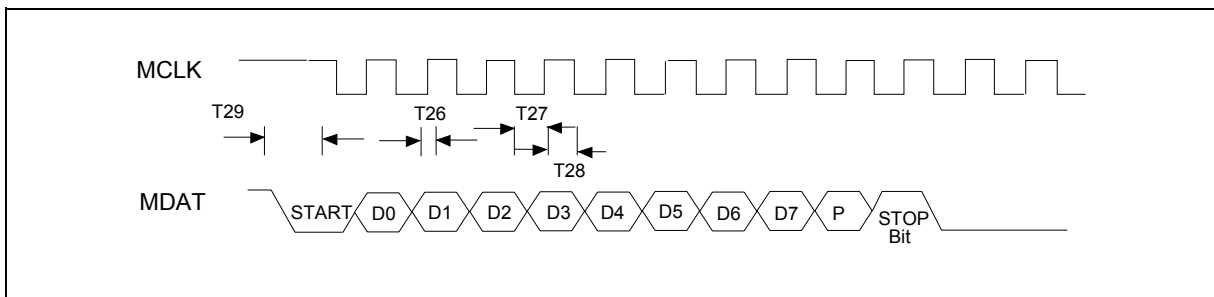 MCLK
T29
T26
T27
T28
MDAT
START
D0
D1
D2
D3
D4
D5
D6
D7
P
STOP
Bit